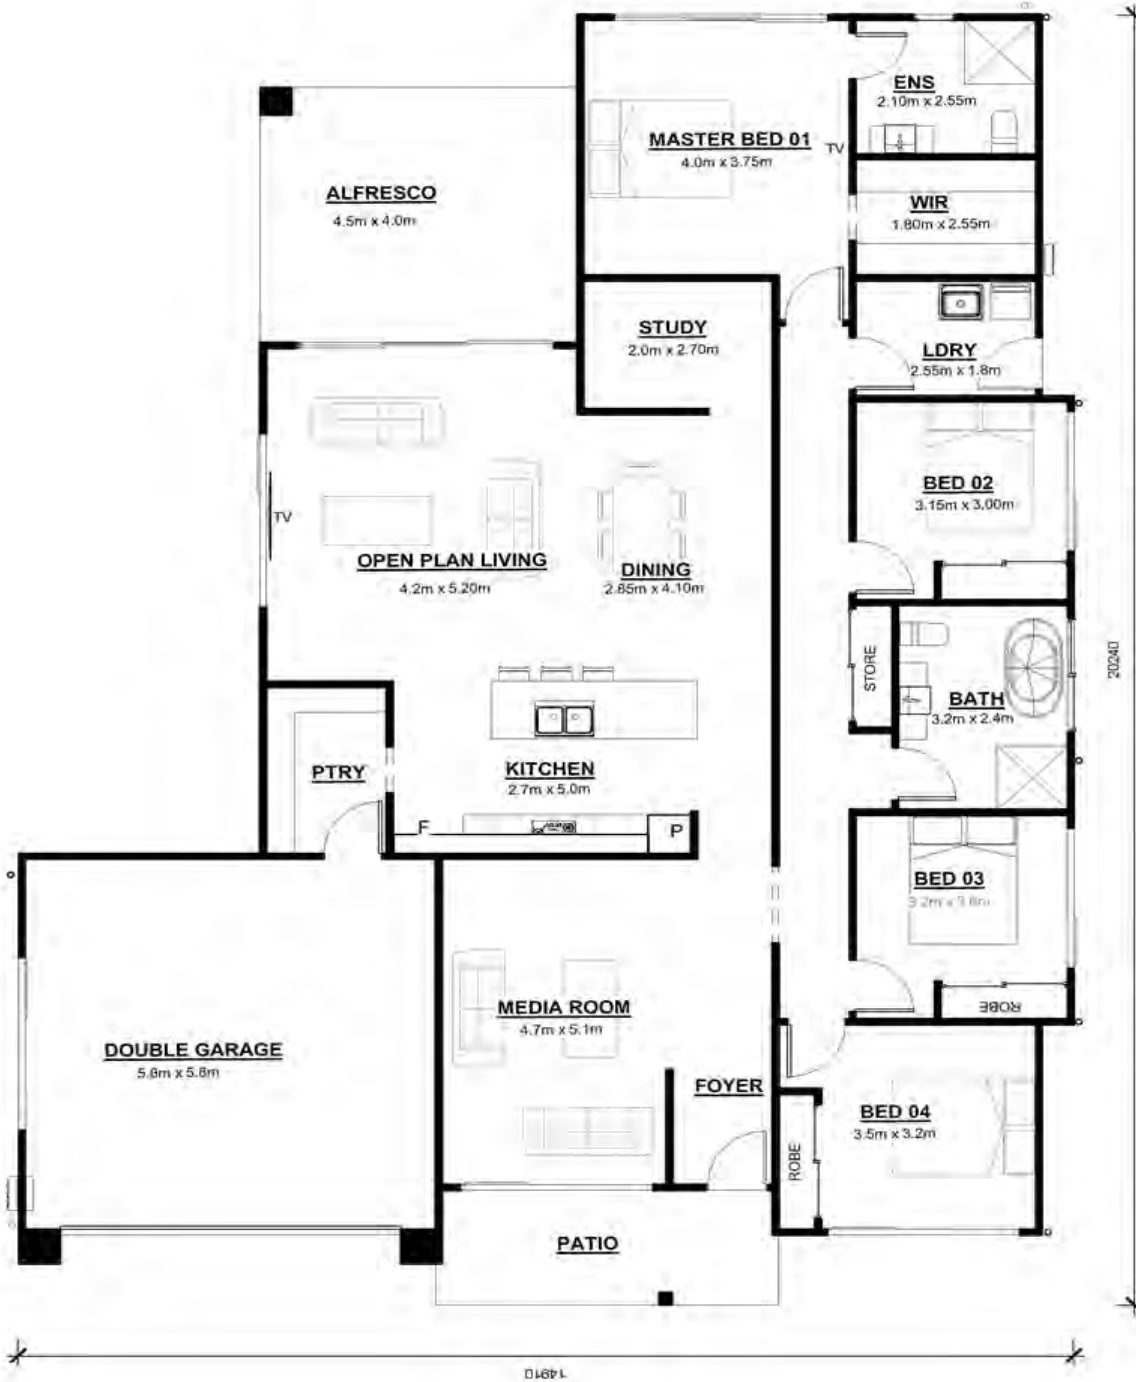 ENS
2.10m x 2.55m
MASTER BED 01
4.0m x 3.75m
TV
ALFRESCO
4.5m x 4.0m
WIR
1.80m x 2.55m
STUDY
2.0m x 2.70m
LDRY
2.55m x 1.8m
BED 02
3.15m x 3.00m
TV
OPEN PLAN LIVING
4.2m x 5.20m
DINING
2.85m x 4.10m
STORE
20240
BATH
3.2m x 2.4m
PTRY
KITCHEN
2.7m x 5.0m
F
P
BED 03
MEDIA ROOM
4.7m x 5.1m
ROBE
DOUBLE GARAGE
FOYER
BED 04
3.5m x 3.2m
ROBE
PATIO
14910